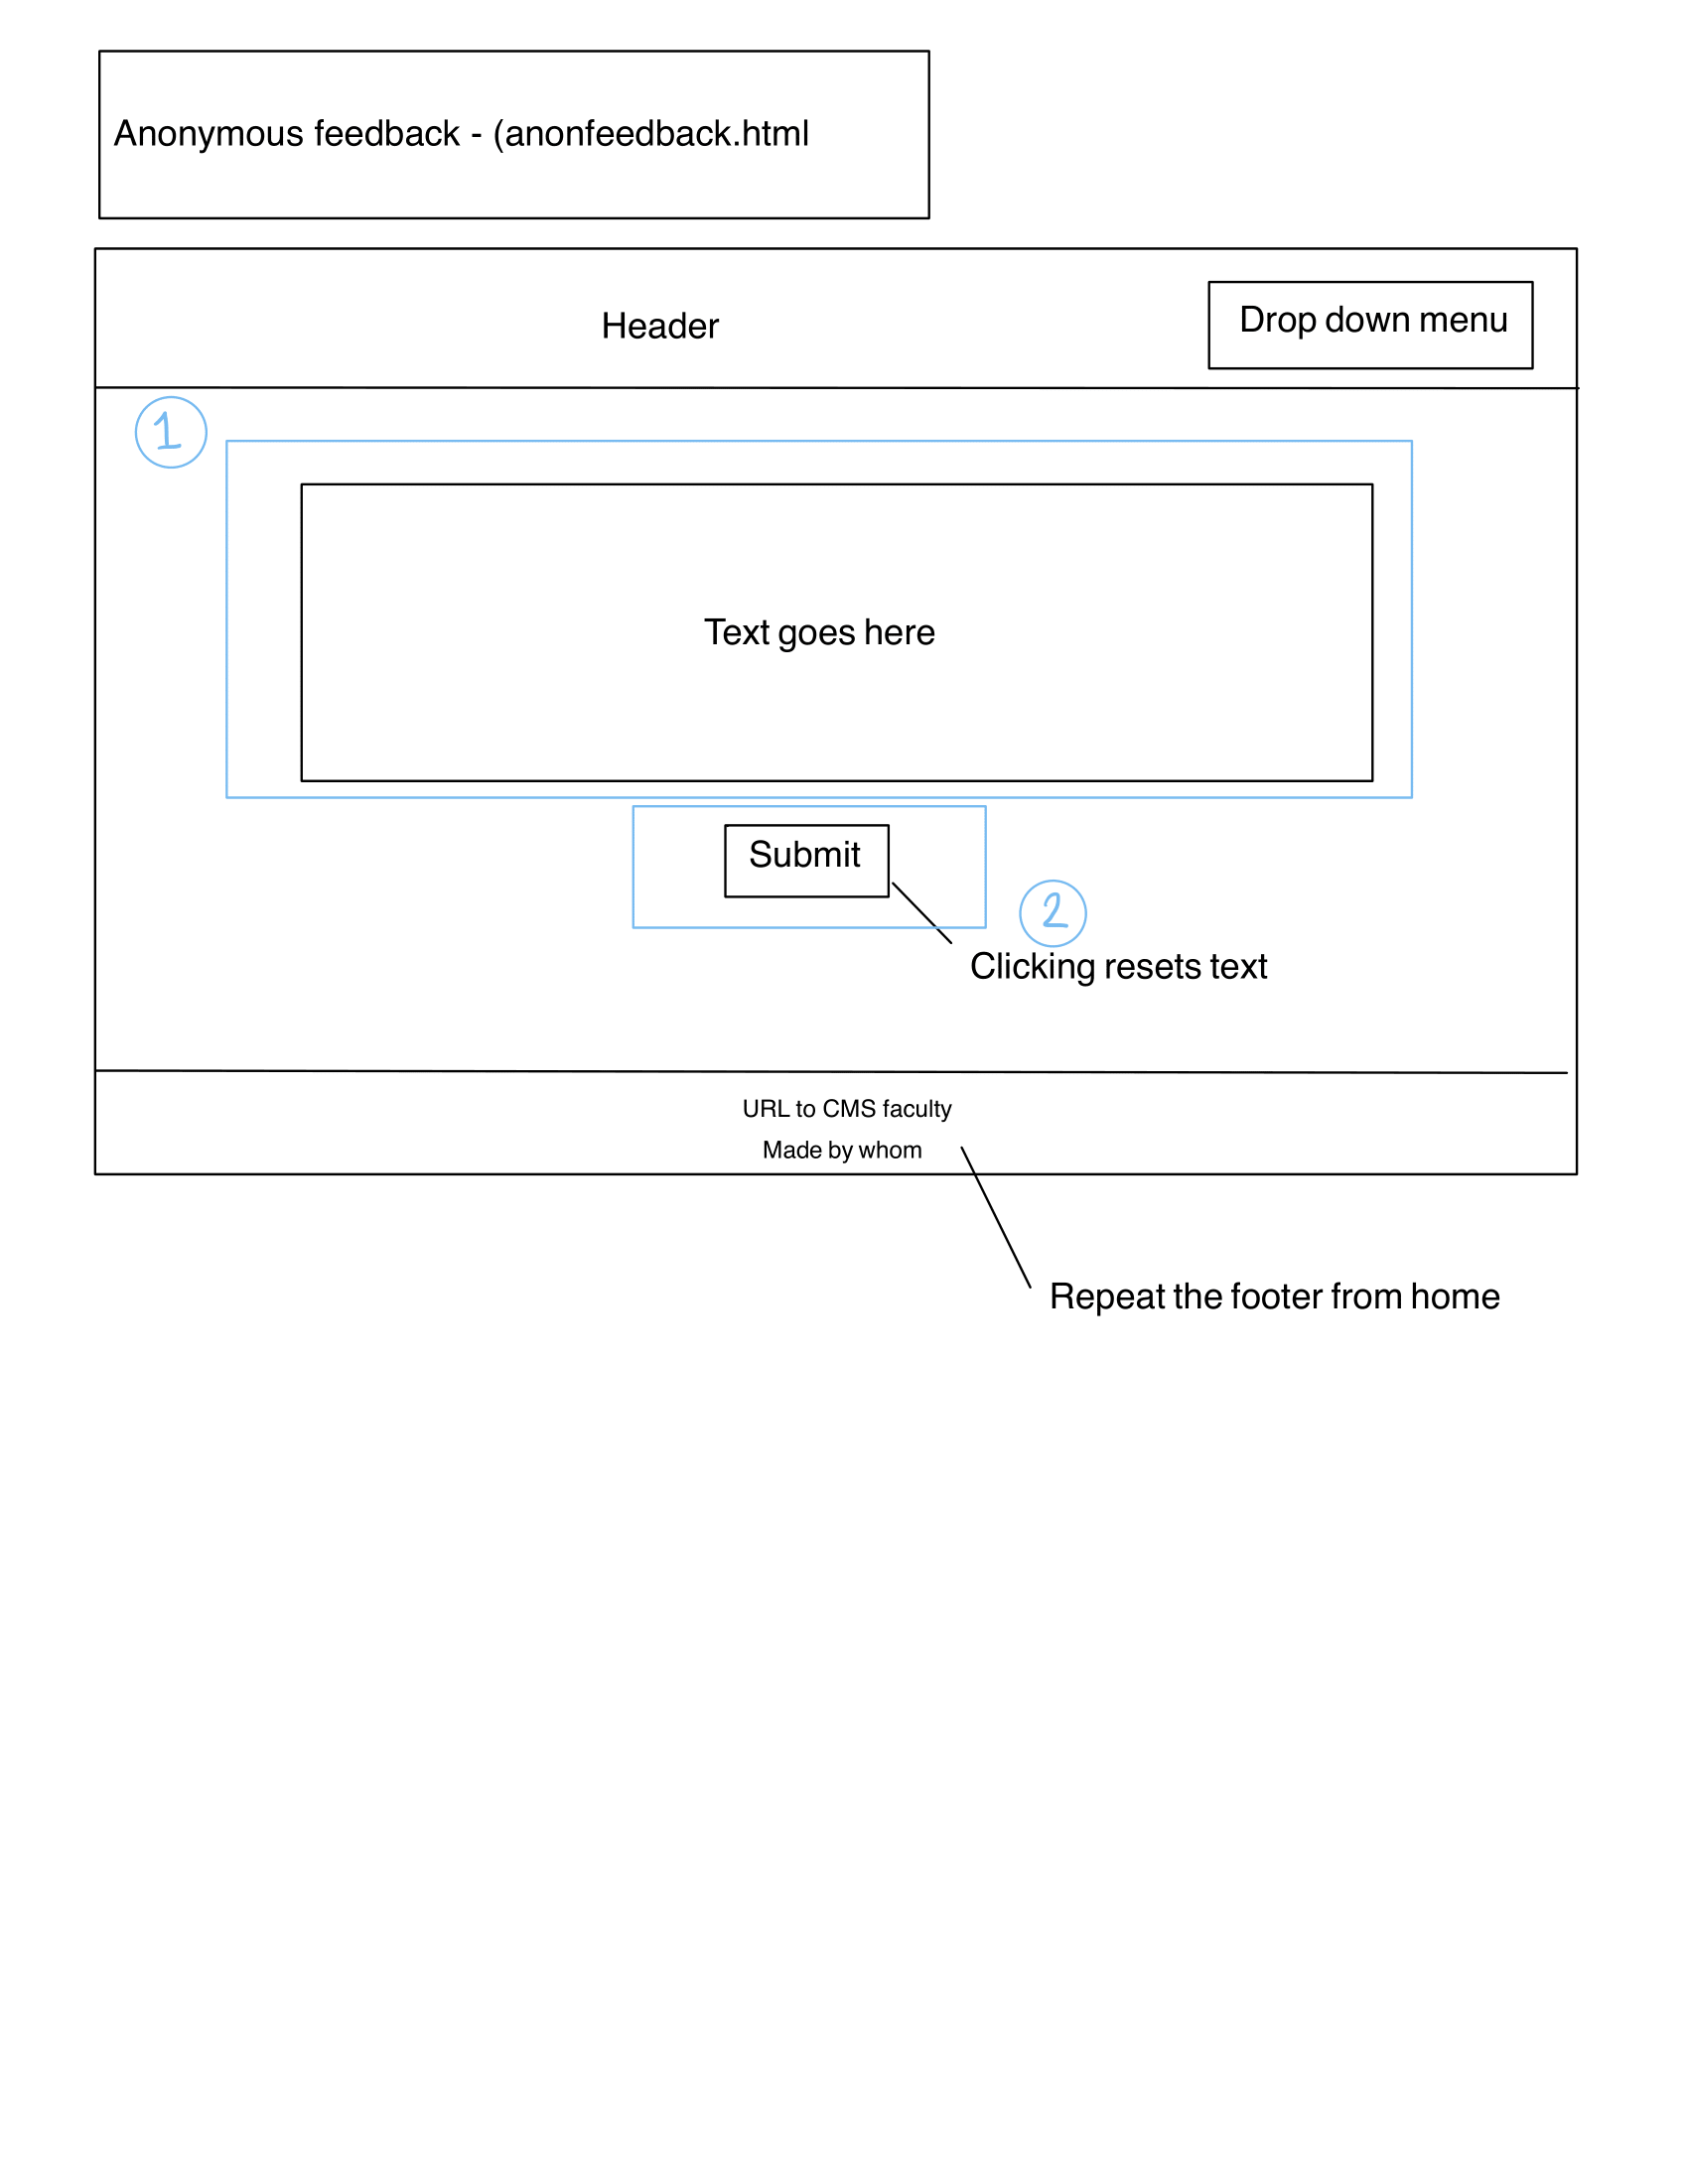 Anonymous feedback - (anonfeedback.html
Header
Drop down menu
1
Text goes here
Submit
2
Clicking resets text
URL to CMS faculty
Made by whom
Repeat the footer from home